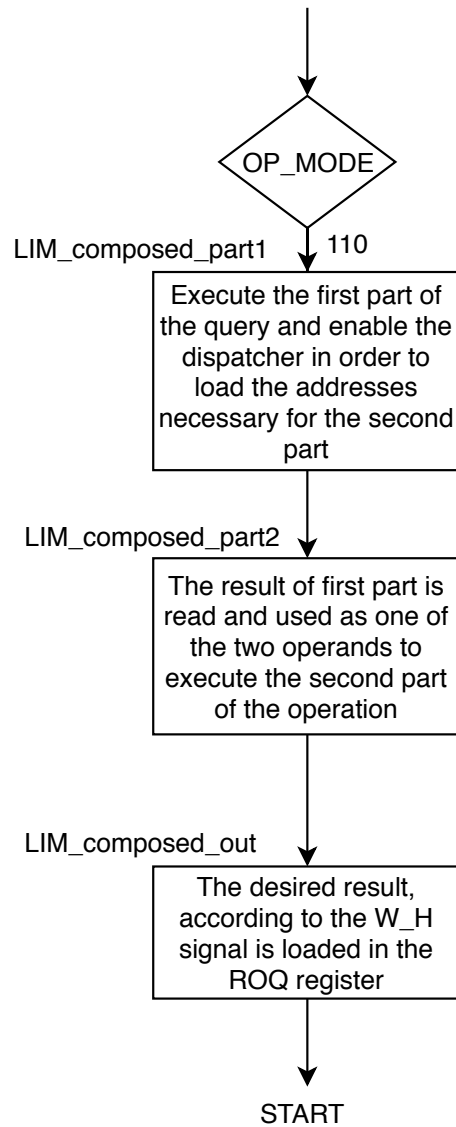 OP_MODE
LIM_composed_part1
110
Execute the first part of
the query and enable the
dispatcher in order to
load the addresses
necessary for the second
part
LIM_composed_part2
The result of first part is
read and used as one of
the two operands to
execute the second part
of the operation
LIM_composed_out
The desired result,
according to the W_H
signal is loaded in the
ROQ register
START